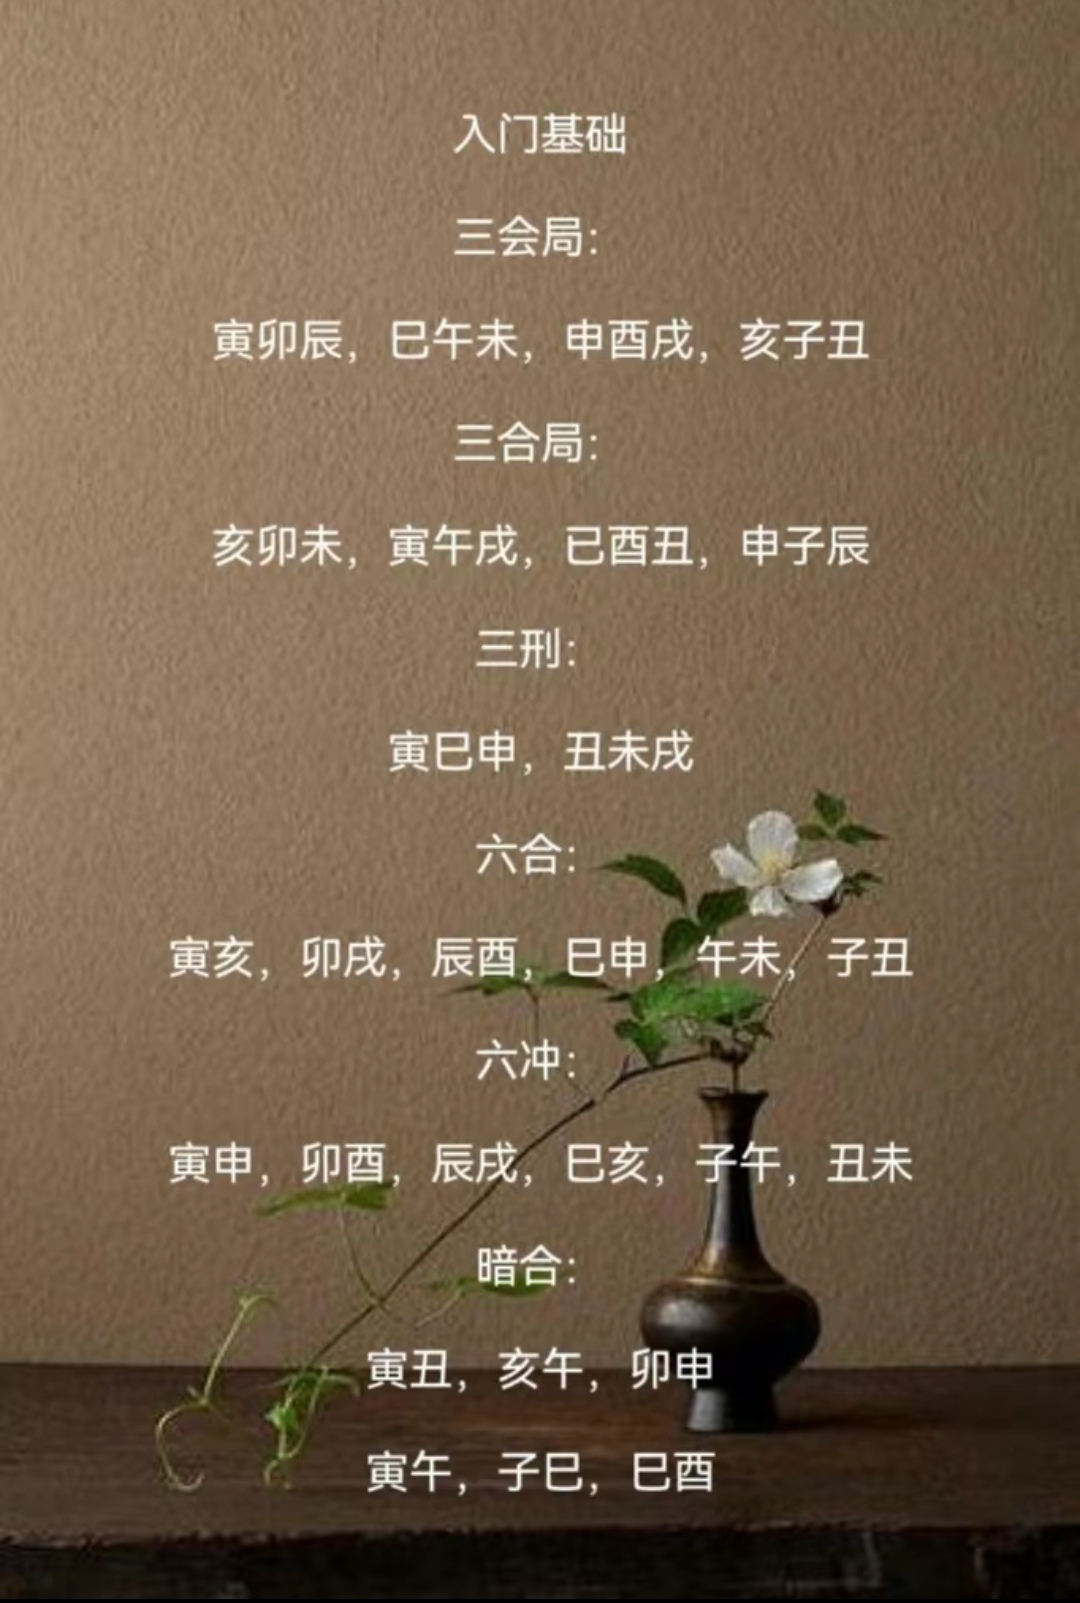 入门基础
三会局：
寅卯辰，巳午未，申酉戌，亥子丑
三合局：
亥卯未，寅午戌，已酉丑，申子辰
三刑：
寅巳申，丑未戌
六合：
寅亥，卯戌，辰酉，巳申，午未，子丑
六冲：
寅申，卯酉，辰戌，巳亥，子午，丑未
暗合：
寅丑，亥午，卯申
寅午，子巳，巳酉